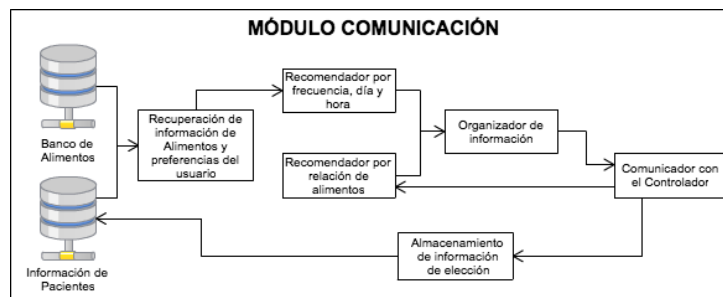 MÓDULO COMUNICACIÓN
Banco de
Alimentos
Recuperación de
información de
Alimentos y
preferencias del
usuario
Recomendador por
frecuencia, día y
hora
Recomendador por
relación de
alimentos
Organizador de
información
Comunicador con
el Controlador
Almacenamiento
de información
de elección
Información de
Pacientes